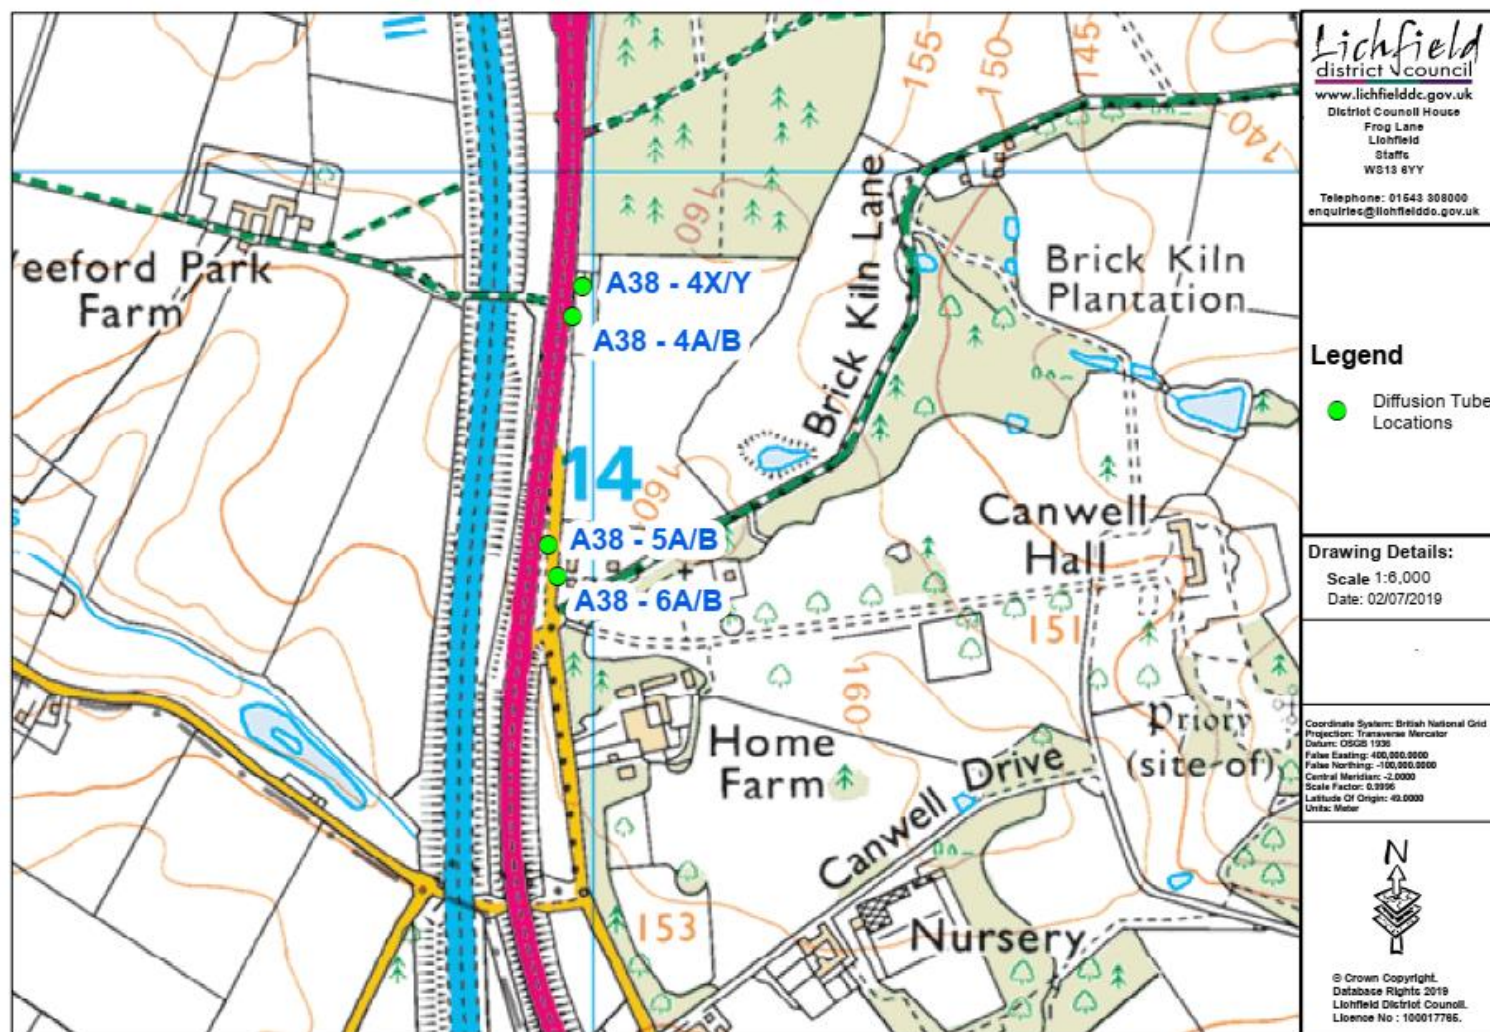 155
150
145
140
160
Brick Kiln Lane
Brick Kiln
Plantation
eeford Park
Farm
A38 - 4X/Y
A38 - 4A/B
14
160
A38 - 5A/B
A38 - 6A/B
Canwell
Hall
151
160
Home
Farm
Priory
(site of)
Canwell Drive
153
Nursery
Lichfield
district council
www.lichfielddc.gov.uk
District Council House
Frog Lane
Lichfield
Staffs
WS13 6YY
Telephone: 01543 308000
enquiries@lichfielddc.gov.uk
Legend
Diffusion Tube
Locations
Drawing Details:
Scale 1:6,000
Date: 02/07/2019
-
Coordinate System: British National Grid
Projection: Transverse Mercator
Datum: OSGB 1936
False Easting: 400,000.0000
False Northing: -100,000.0000
Central Meridian: -2.0000
Scale Factor: 0.9996
Latitude Of Origin: 49.0000
Units: Meter
N
© Crown Copyright.
Database Rights 2019
Lichfield District Council.
Licence No : 100017765.